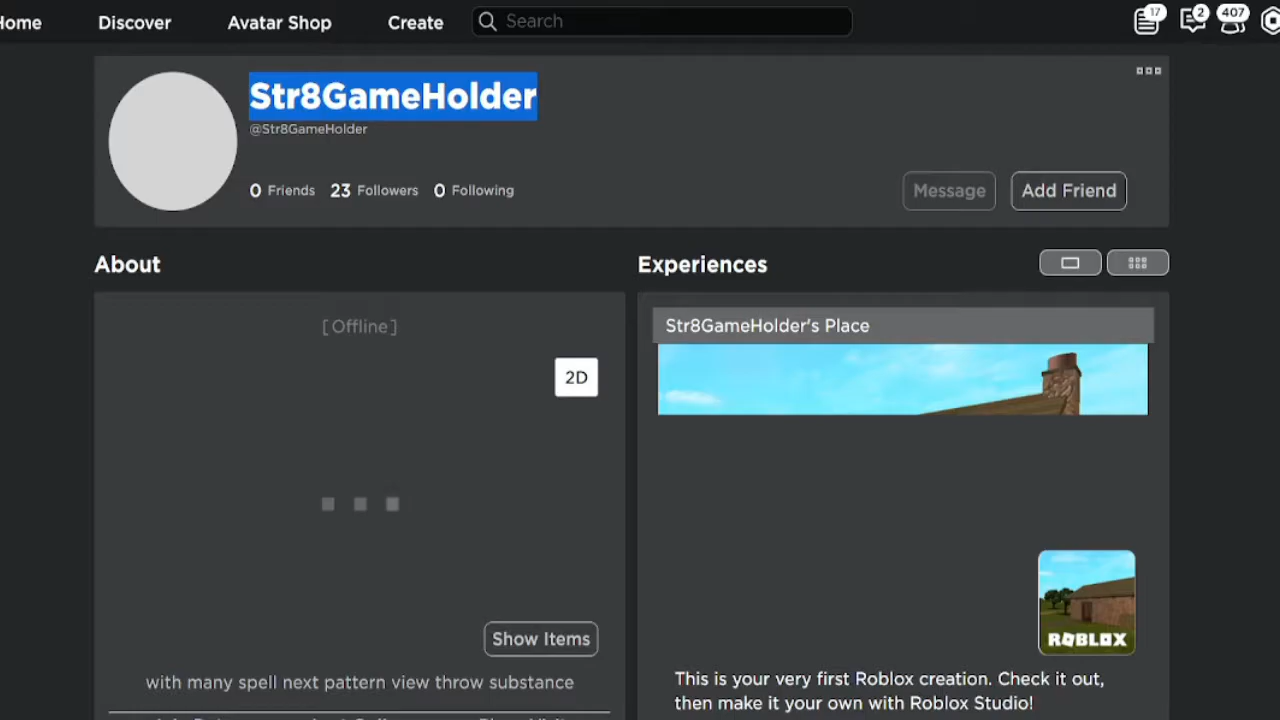 Home Discover Avatar Shop Create Search 17 2 407
Str8GameHolder
@Str8GameHolder
0 Friends 23 Followers 0 Following
Message Add Friend
About
[ Offline ]
2D
Show Items
with many spell next pattern view throw substance
Experiences
Str8GameHolder's Place
ROBLOX
This is your very first Roblox creation. Check it out,
then make it your own with Roblox Studio!